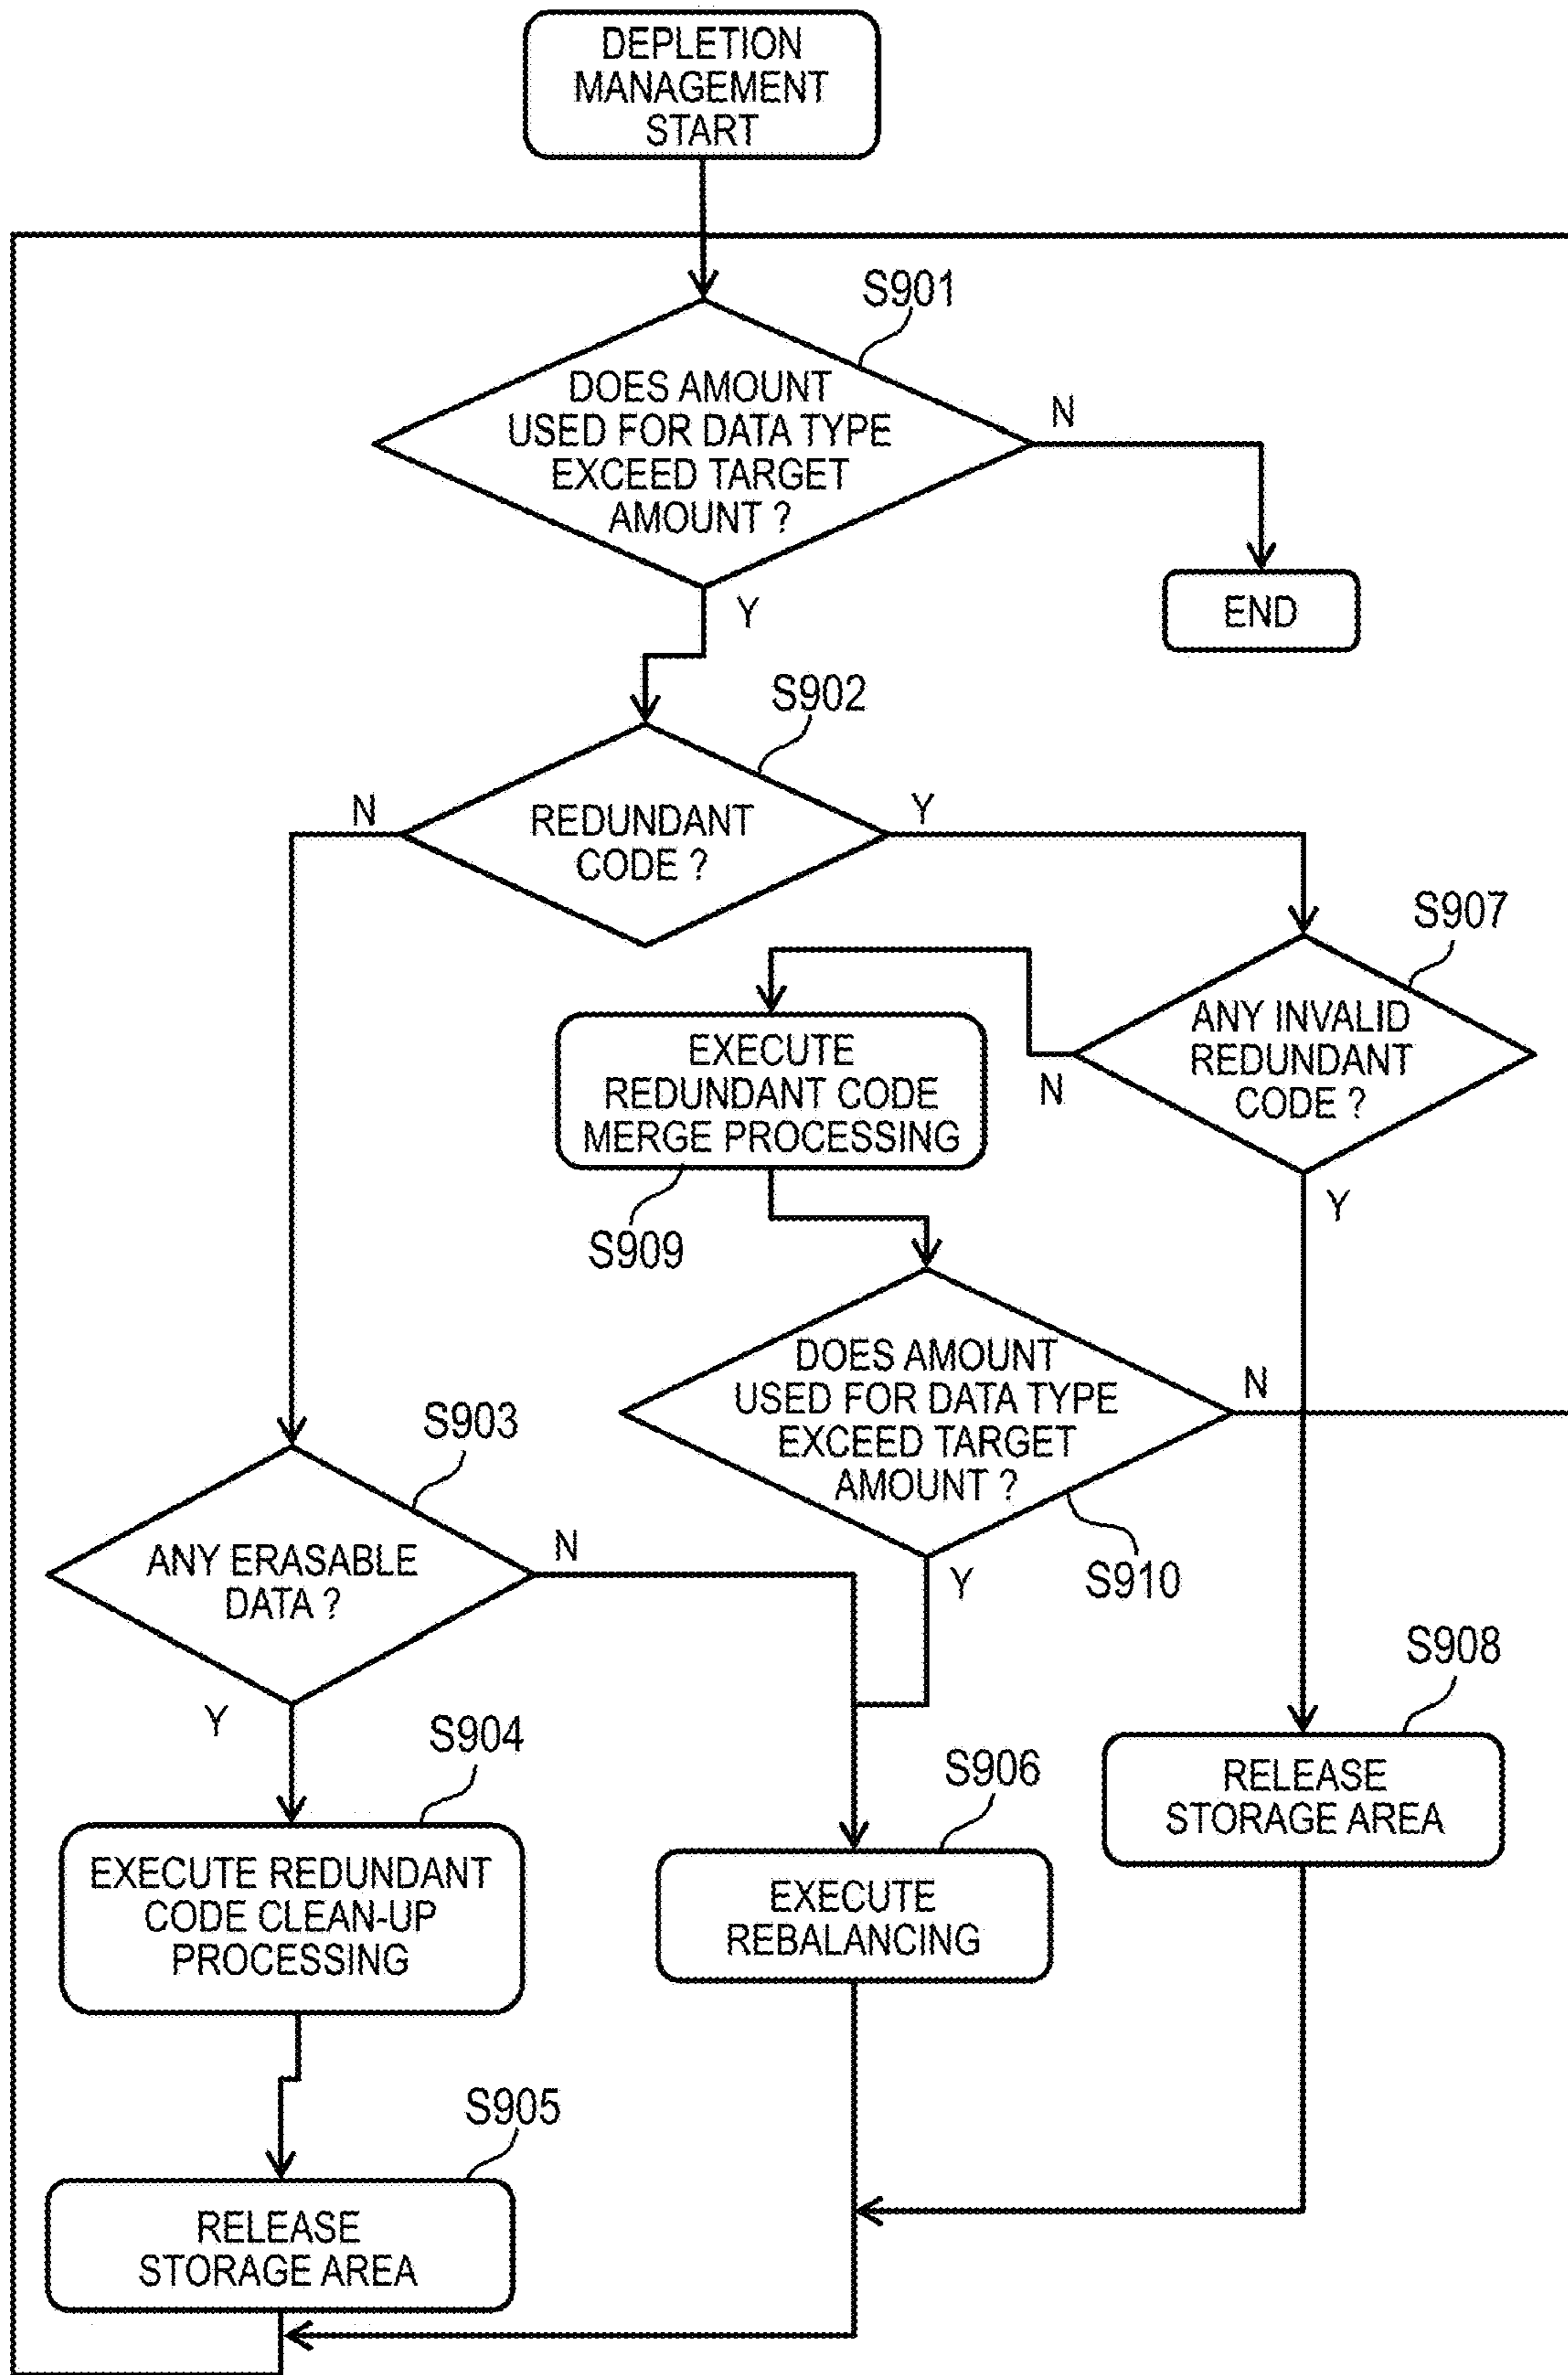 DEPLETION
MANAGEMENT
START
S901
DOES AMOUNT
USED FOR DATA TYPE
EXCEED TARGET
AMOUNT ?
N
Y
END
S902
REDUNDANT
CODE ?
N
Y
S907
ANY INVALID
REDUNDANT
CODE ?
N
Y
EXECUTE
REDUNDANT CODE
MERGE PROCESSING
S909
DOES AMOUNT
USED FOR DATA TYPE
EXCEED TARGET
AMOUNT ?
N
Y
S910
S903
ANY ERASABLE
DATA ?
N
Y
S904
EXECUTE REDUNDANT
CODE CLEAN-UP
PROCESSING
S906
EXECUTE
REBALANCING
S908
RELEASE
STORAGE AREA
S905
RELEASE
STORAGE AREA